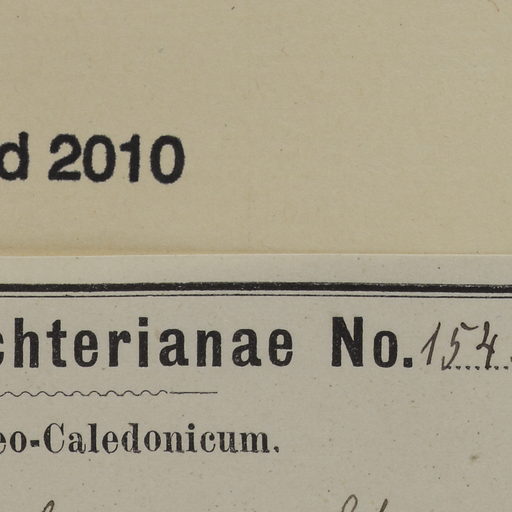 d 2010
chterianae No. 154
eo-Caledonicum.